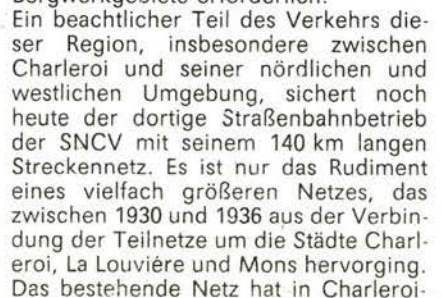 Bergwerkgebiete erforderlich.
Ein beachtlicher Teil des Verkehrs die-
ser Region, insbesondere zwischen
Charleroi und seiner nördlichen und
westlichen Umgebung, sichert noch
heute der dortige Straßenbahnbetrieb
der SNCV mit seinem 140 km langen
Streckennetz. Es ist nur das Rudiment
eines vielfach größeren Netzes, das
zwischen 1930 und 1936 aus der Verbin-
dung der Teilnetze um die Städte Charl-
eroi, La Louviére und Mons hervorging.
Das bestehende Netz hat in Charleroi-